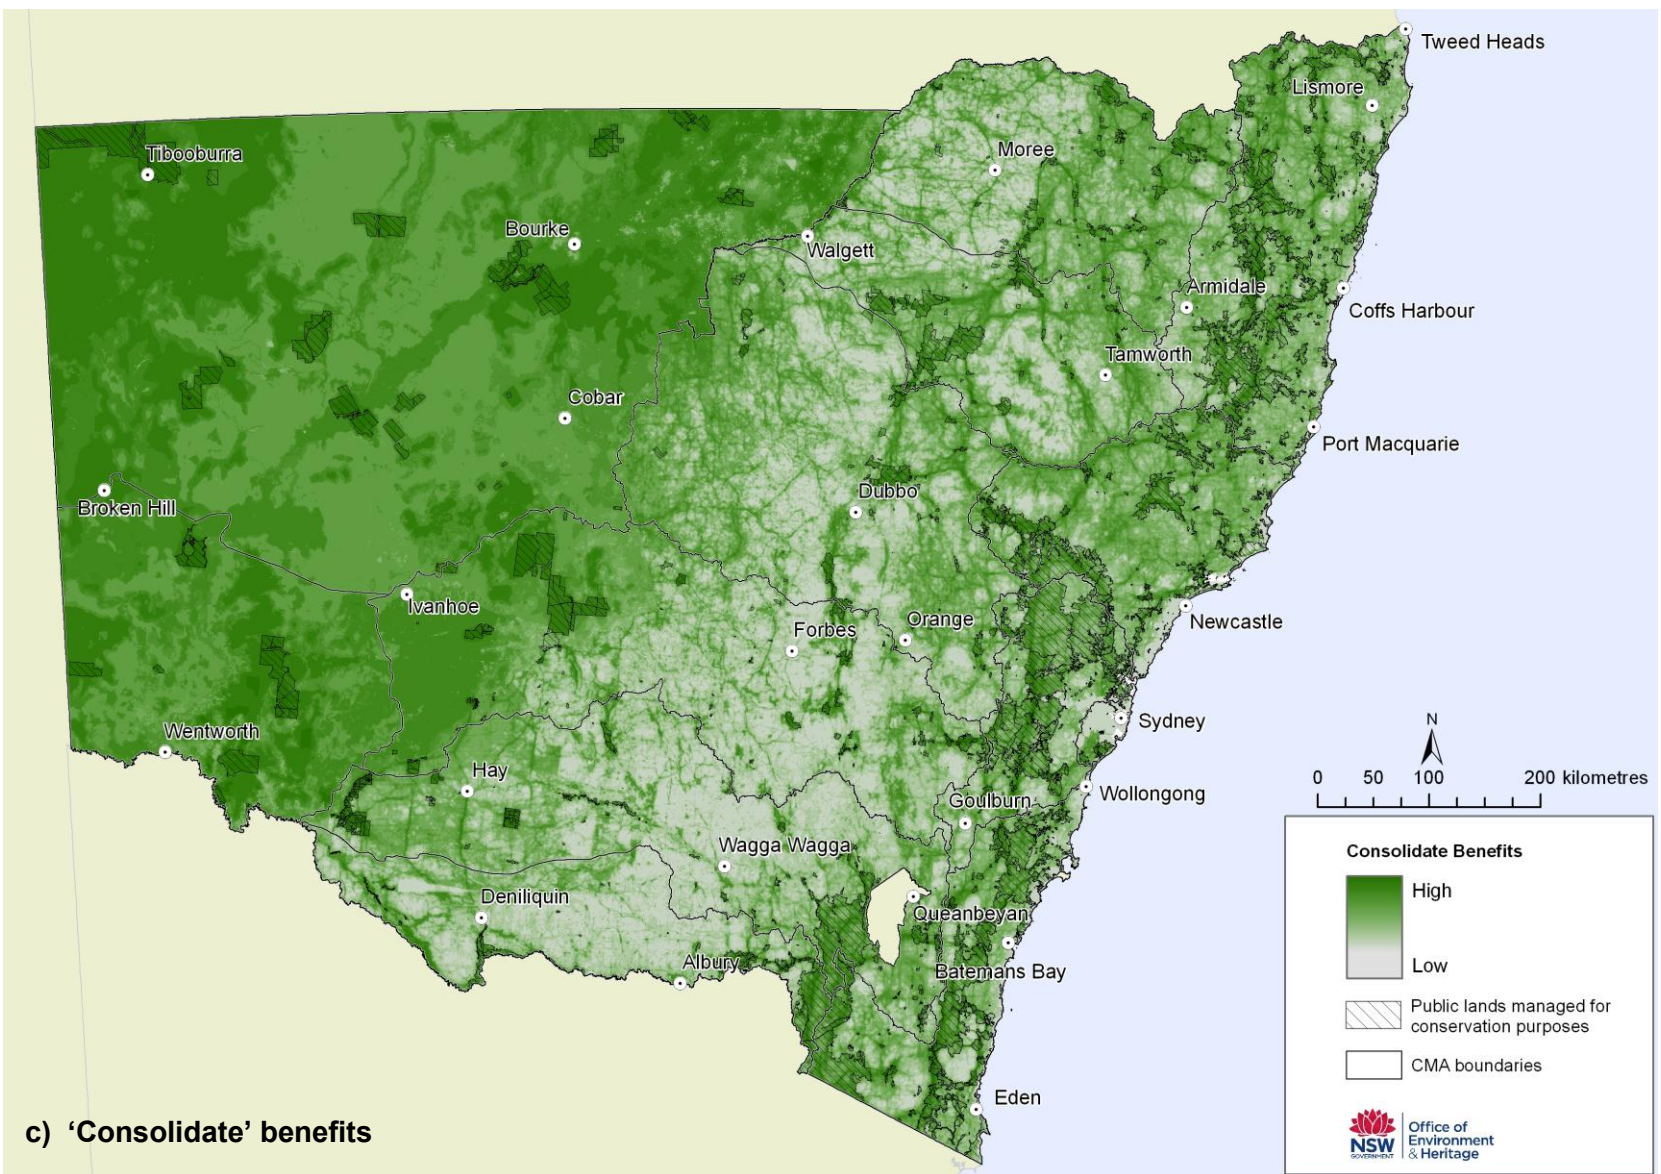 Tweed Heads
Lismore
Tibooburra
Moree
Bourke
Walgett
Armidale
Coffs Harbour
Tamworth
Cobar
Port Macquarie
Broken Hill
Dubbo
Ivanhoe
Forbes
Orange
Newcastle
Wentworth
Sydney
Hay
Goulburn
Wollongong
Wagga Wagga
Deniliquin
Queanbeyan
Albury
Batemans Bay
Eden
N
0 50 100 200 kilometres
Consolidate Benefits
High
Low
Public lands managed for
conservation purposes
CMA boundaries
NSW
GOVERNMENT
Office of
Environment
& Heritage
c) ‘Consolidate’ benefits